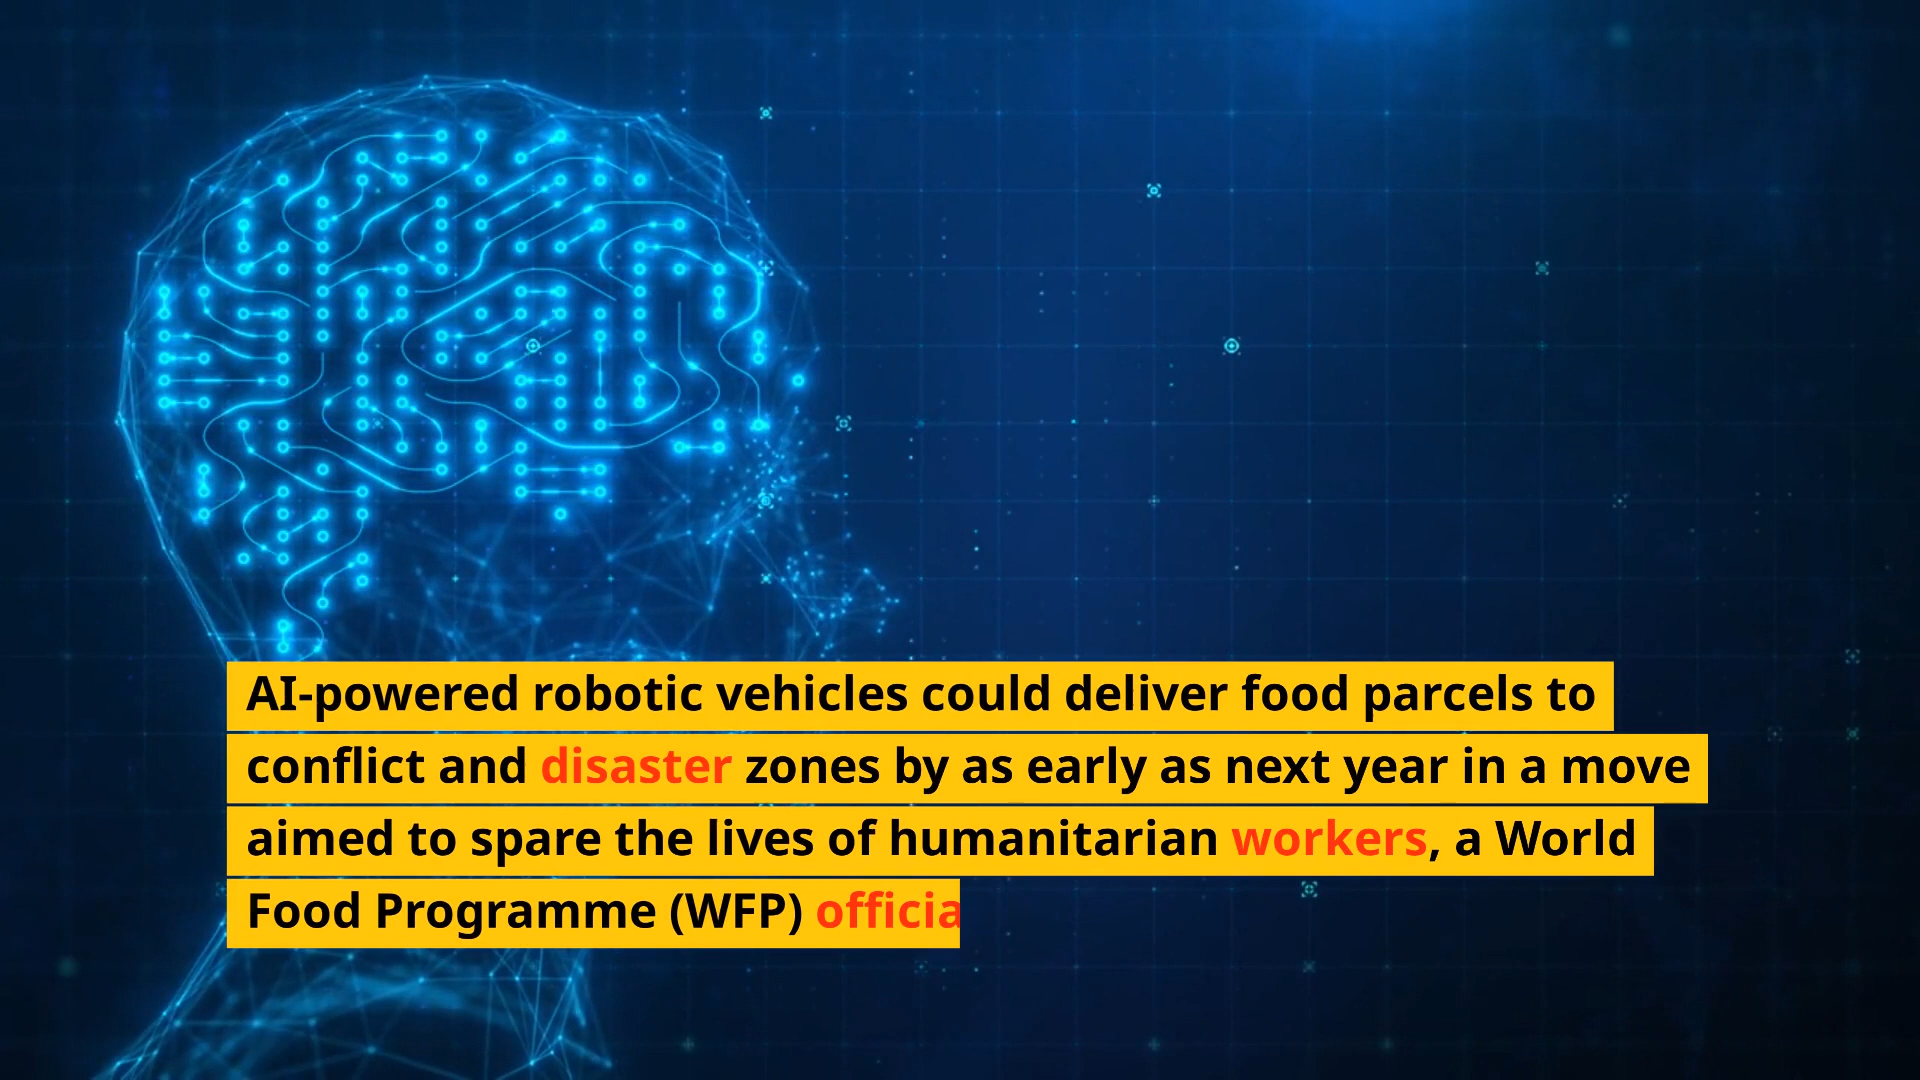 AI-powered robotic vehicles could deliver food parcels to
conflict and disaster zones by as early as next year in a move
aimed to spare the lives of humanitarian workers, a World
Food Programme (WFP) officia